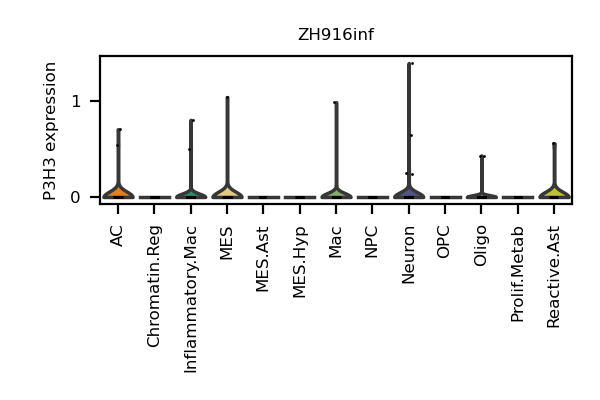 ZH916inf
P3H3 expression
1
0
AC
Chromatin.Reg
Inflammatory.Mac
MES
MES.Ast
MES.Hyp
Mac
NPC
Neuron
OPC
Oligo
Prolif.Metab
Reactive.Ast